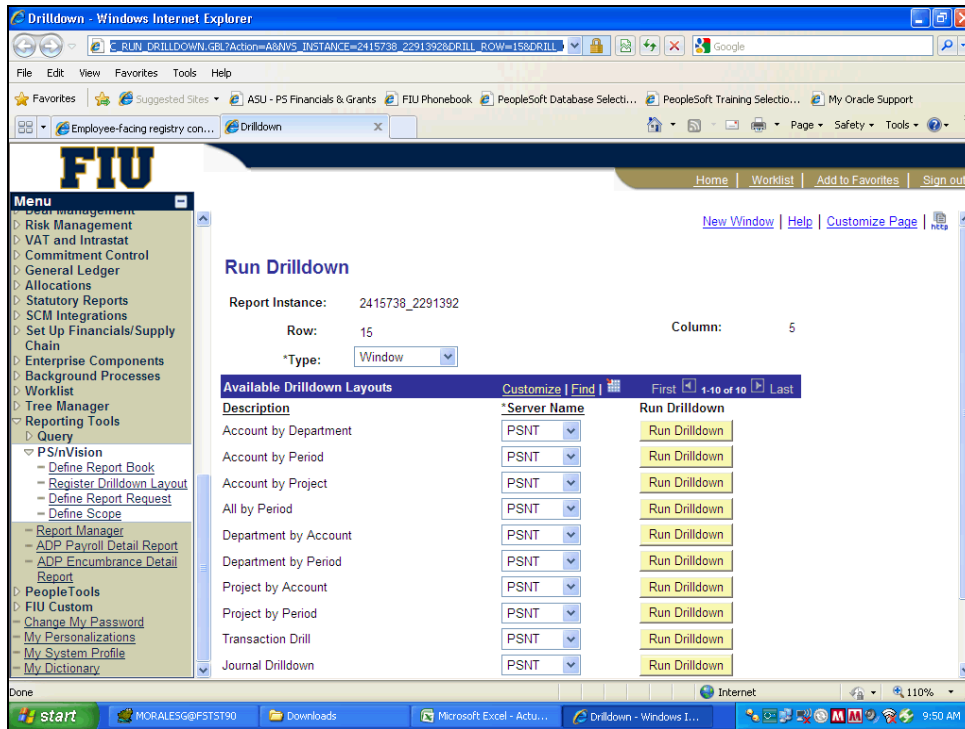 Drilldown - Windows Internet Explorer
C_RUN_DRILLDOWN.GBL?Action=A&NVS_INSTANCE=2415738_2291392&DRILL_ROW=15&DRILL_
Google
File Edit View Favorites Tools Help
Favorites Suggested Sites ASU - PS Financials & Grants FIU Phonebook PeopleSoft Database Selecti... PeopleSoft Training Selectio... My Oracle Support
Employee-facing registry con... Drilldown x Page Safety Tools
FIU
Home | Worklist | Add to Favorites | Sign out
Menu
Deal Management
Risk Management
VAT and Intrastat
Commitment Control
General Ledger
Allocations
Statutory Reports
SCM Integrations
Set Up Financials/Supply
Chain
Enterprise Components
Background Processes
Worklist
Tree Manager
Reporting Tools
Query
PS/nVision
Define Report Book
Register Drilldown Layout
Define Report Request
Define Scope
Report Manager
ADP Payroll Detail Report
ADP Encumbrance Detail
Report
PeopleTools
FIU Custom
Change My Password
My Personalizations
My System Profile
My Dictionary
New Window | Help | Customize Page | http
Run Drilldown
Report Instance: 2415738_2291392
Row: 15 Column: 5
*Type: Window
Available Drilldown Layouts Customize | Find | First 1-10 of 10 Last
Description *Server Name Run Drilldown
Account by Department PSNT Run Drilldown
Account by Period PSNT Run Drilldown
Account by Project PSNT Run Drilldown
All by Period PSNT Run Drilldown
Department by Account PSNT Run Drilldown
Department by Period PSNT Run Drilldown
Project by Account PSNT Run Drilldown
Project by Period PSNT Run Drilldown
Transaction Drill PSNT Run Drilldown
Journal Drilldown PSNT Run Drilldown
Done Internet 110%
start MORALESG@FSTST90 Downloads Microsoft Excel - Actu... Drilldown - Windows I... 9:50 AM